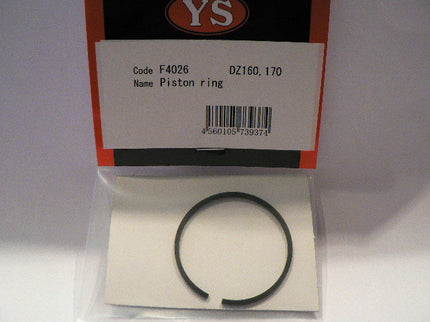 YS
Code F4026 DZ160,170
Name Piston ring
4560105739374